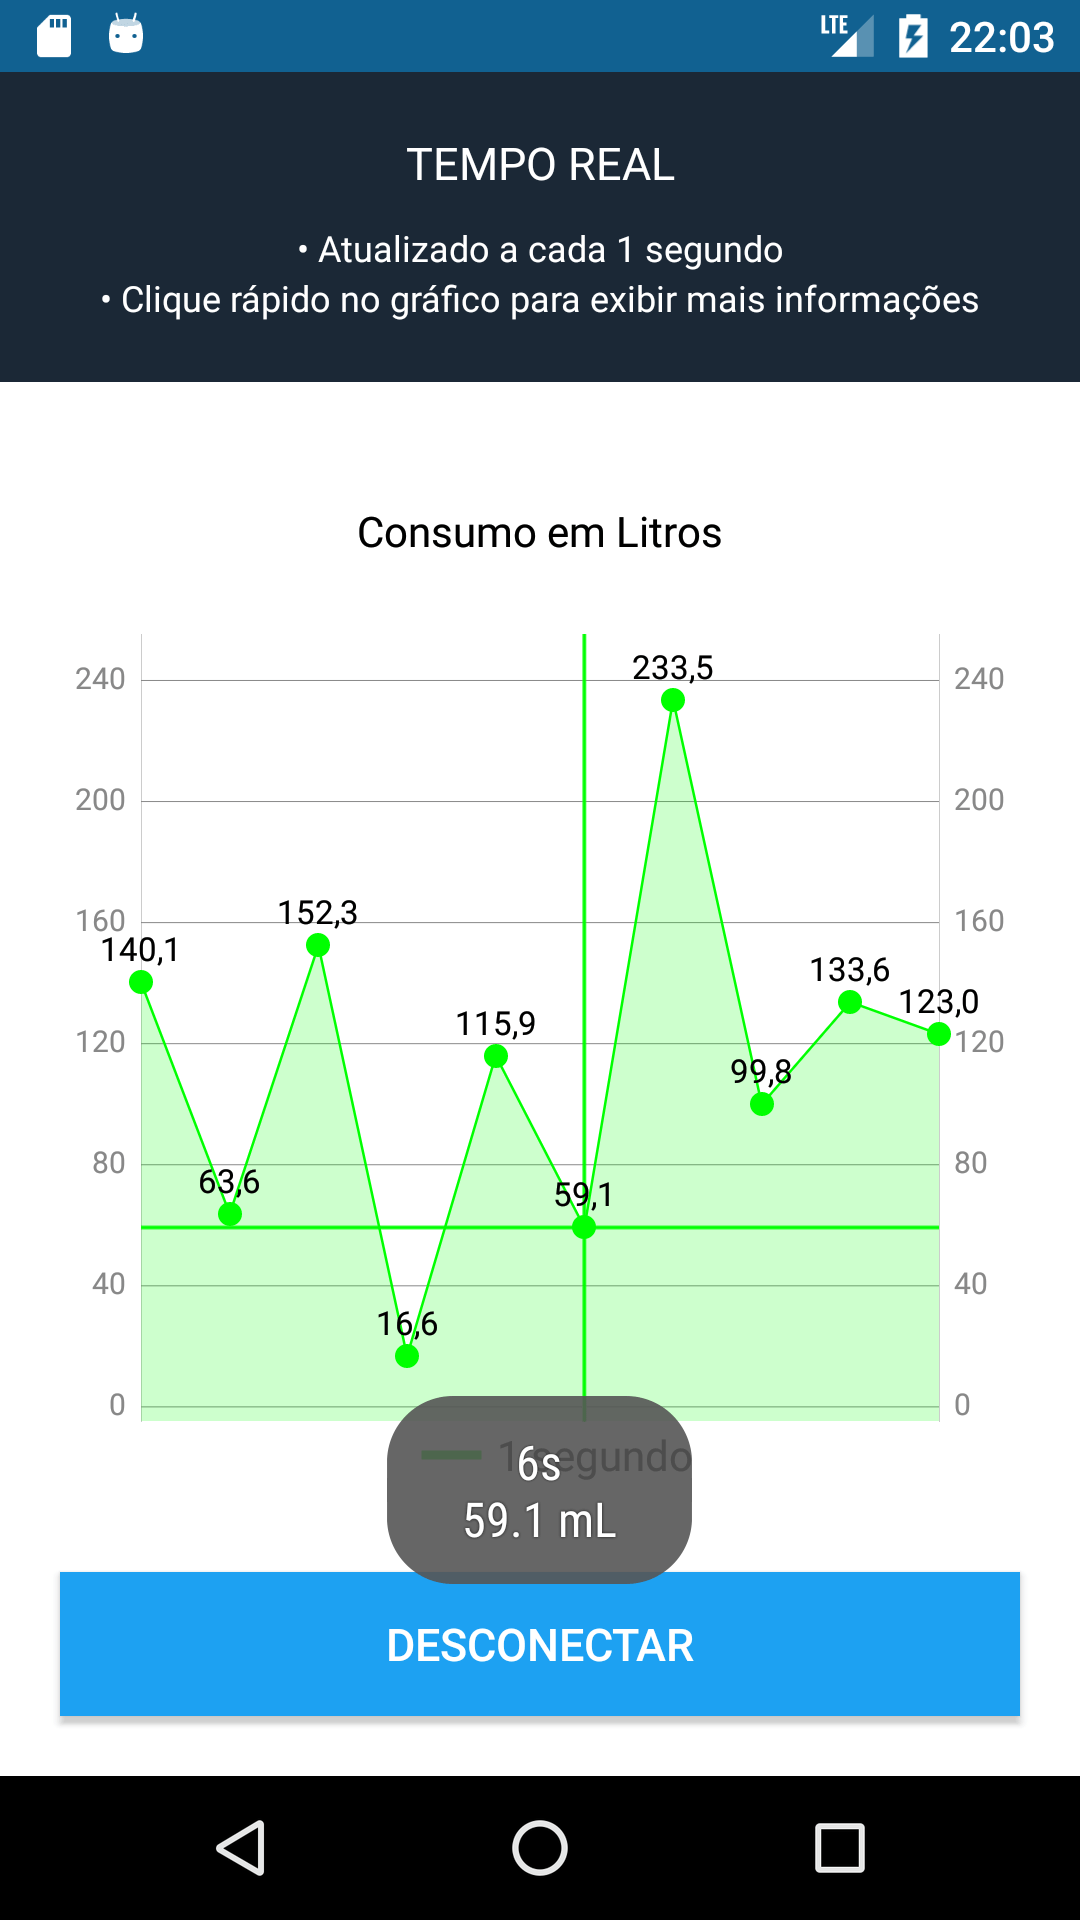 LTE 22:03
TEMPO REAL
• Atualizado a cada 1 segundo
• Clique rápido no gráfico para exibir mais informações
Consumo em Litros
233,5
240 240
200 200
152,3
160 160
140,1
133,6
123,0
115,9
120 120
99,8
80 80
63,6
59,1
40 40
16,6
0 0
1 segundo
6s
59.1 mL
DESCONECTAR